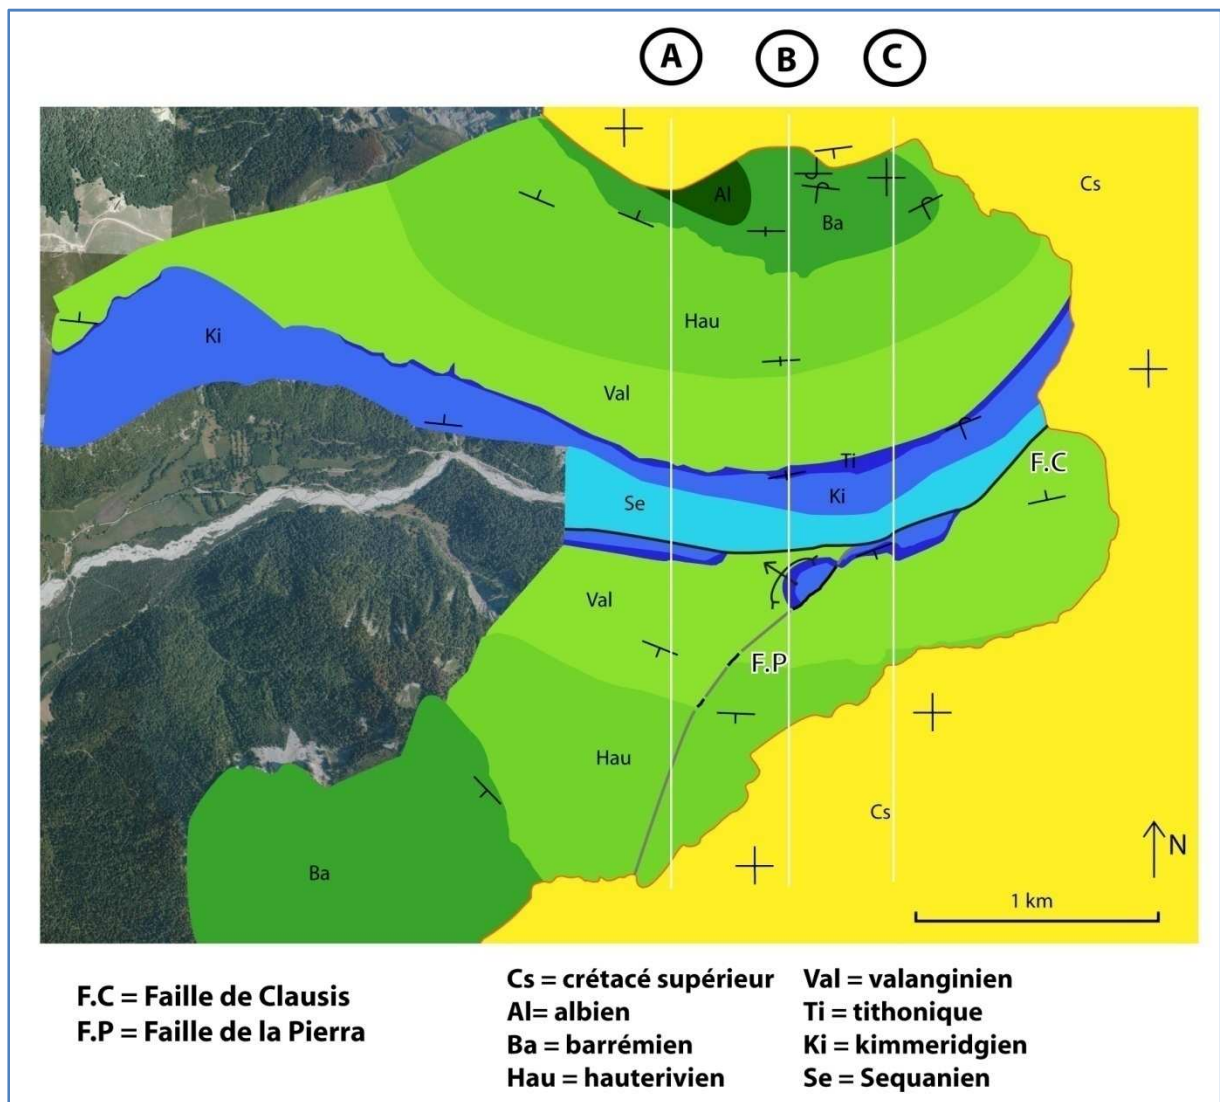 A B C
Cs
Al
Ba
Ki
Hau
Val
Ti
F.C
Se
Ki
Val
F.P
Hau
Cs
N
Ba
1 km
F.C = Faille de Clausis
F.P = Faille de la Pierra
Cs = crétacé supérieur
Al= albien
Ba = barrémien
Hau = hauterivien
Val = valanginien
Ti = tithonique
Ki = kimmeridgien
Se = Sequanien